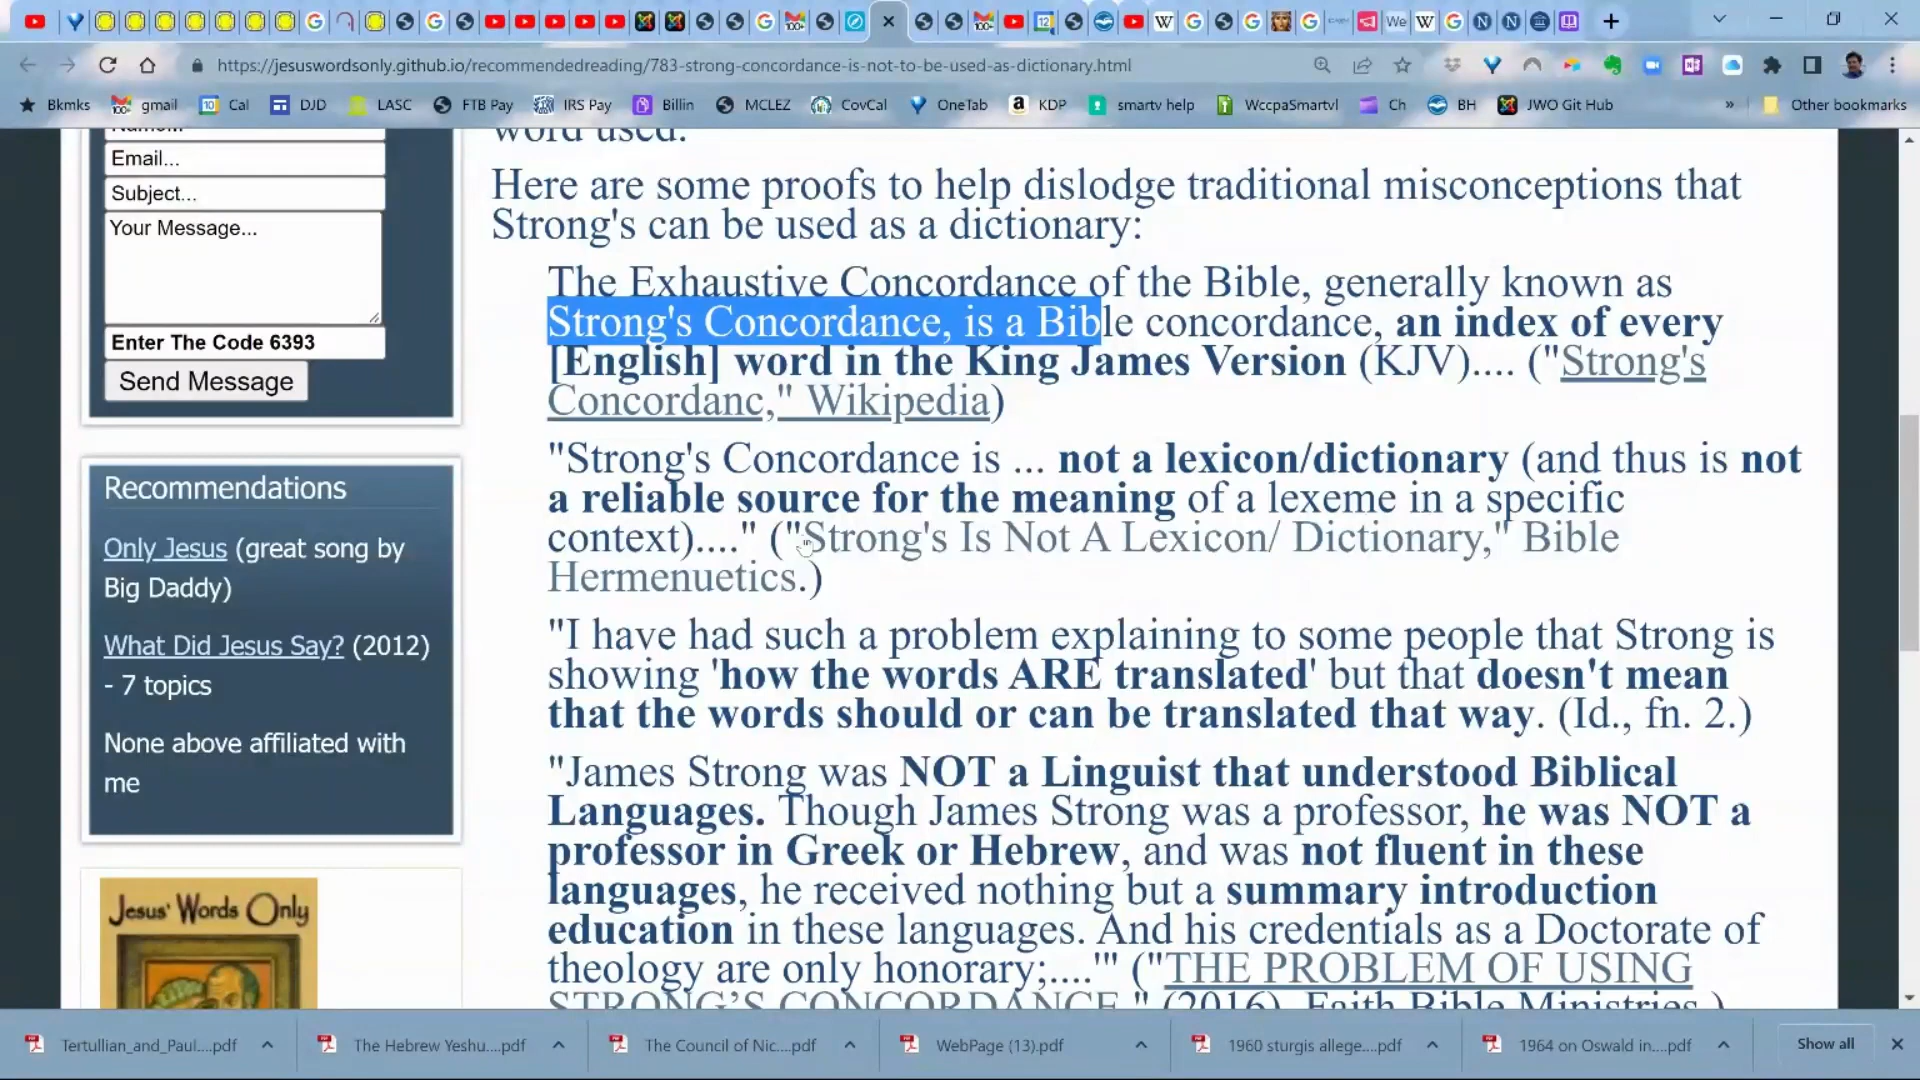 https://jesuswordsonly.github.io/recommendedreading/783-strong-concordance-is-not-to-be-used-as-dictionary.html
Bkmks gmail Cal DJD LASC FTB Pay IRS Pay Billin MCLEZ CovCal OneTab KDP smartv help WccpaSmartvl Ch BH JWO Git Hub » Other bookmarks
Name...
Email...
Subject...
Your Message...
Enter The Code 6393
Send Message
Recommendations
Only Jesus (great song by
Big Daddy)
What Did Jesus Say? (2012)
- 7 topics
None above affiliated with
me
Jesus' Words Only
word used.
Here are some proofs to help dislodge traditional misconceptions that
Strong's can be used as a dictionary:
The Exhaustive Concordance of the Bible, generally known as
Strong's Concordance, is a Bible concordance, an index of every
[English] word in the King James Version (KJV).... ("Strong's
Concordanc," Wikipedia)
"Strong's Concordance is ... not a lexicon/dictionary (and thus is not
a reliable source for the meaning of a lexeme in a specific
context)...." ("Strong's Is Not A Lexicon/ Dictionary," Bible
Hermenuetics.)
"I have had such a problem explaining to some people that Strong is
showing 'how the words ARE translated' but that doesn't mean
that the words should or can be translated that way. (Id., fn. 2.)
"James Strong was NOT a Linguist that understood Biblical
Languages. Though James Strong was a professor, he was NOT a
professor in Greek or Hebrew, and was not fluent in these
languages, he received nothing but a summary introduction
education in these languages. And his credentials as a Doctorate of
theology are only honorary;....'" ("THE PROBLEM OF USING
STRONG'S CONCORDANCE," (2016), Faith Bible Ministries.)
Tertullian_and_Paul....pdf The Hebrew Yeshu....pdf The Council of Nic....pdf WebPage (13).pdf 1960 sturgis allege....pdf 1964 on Oswald in....pdf Show all